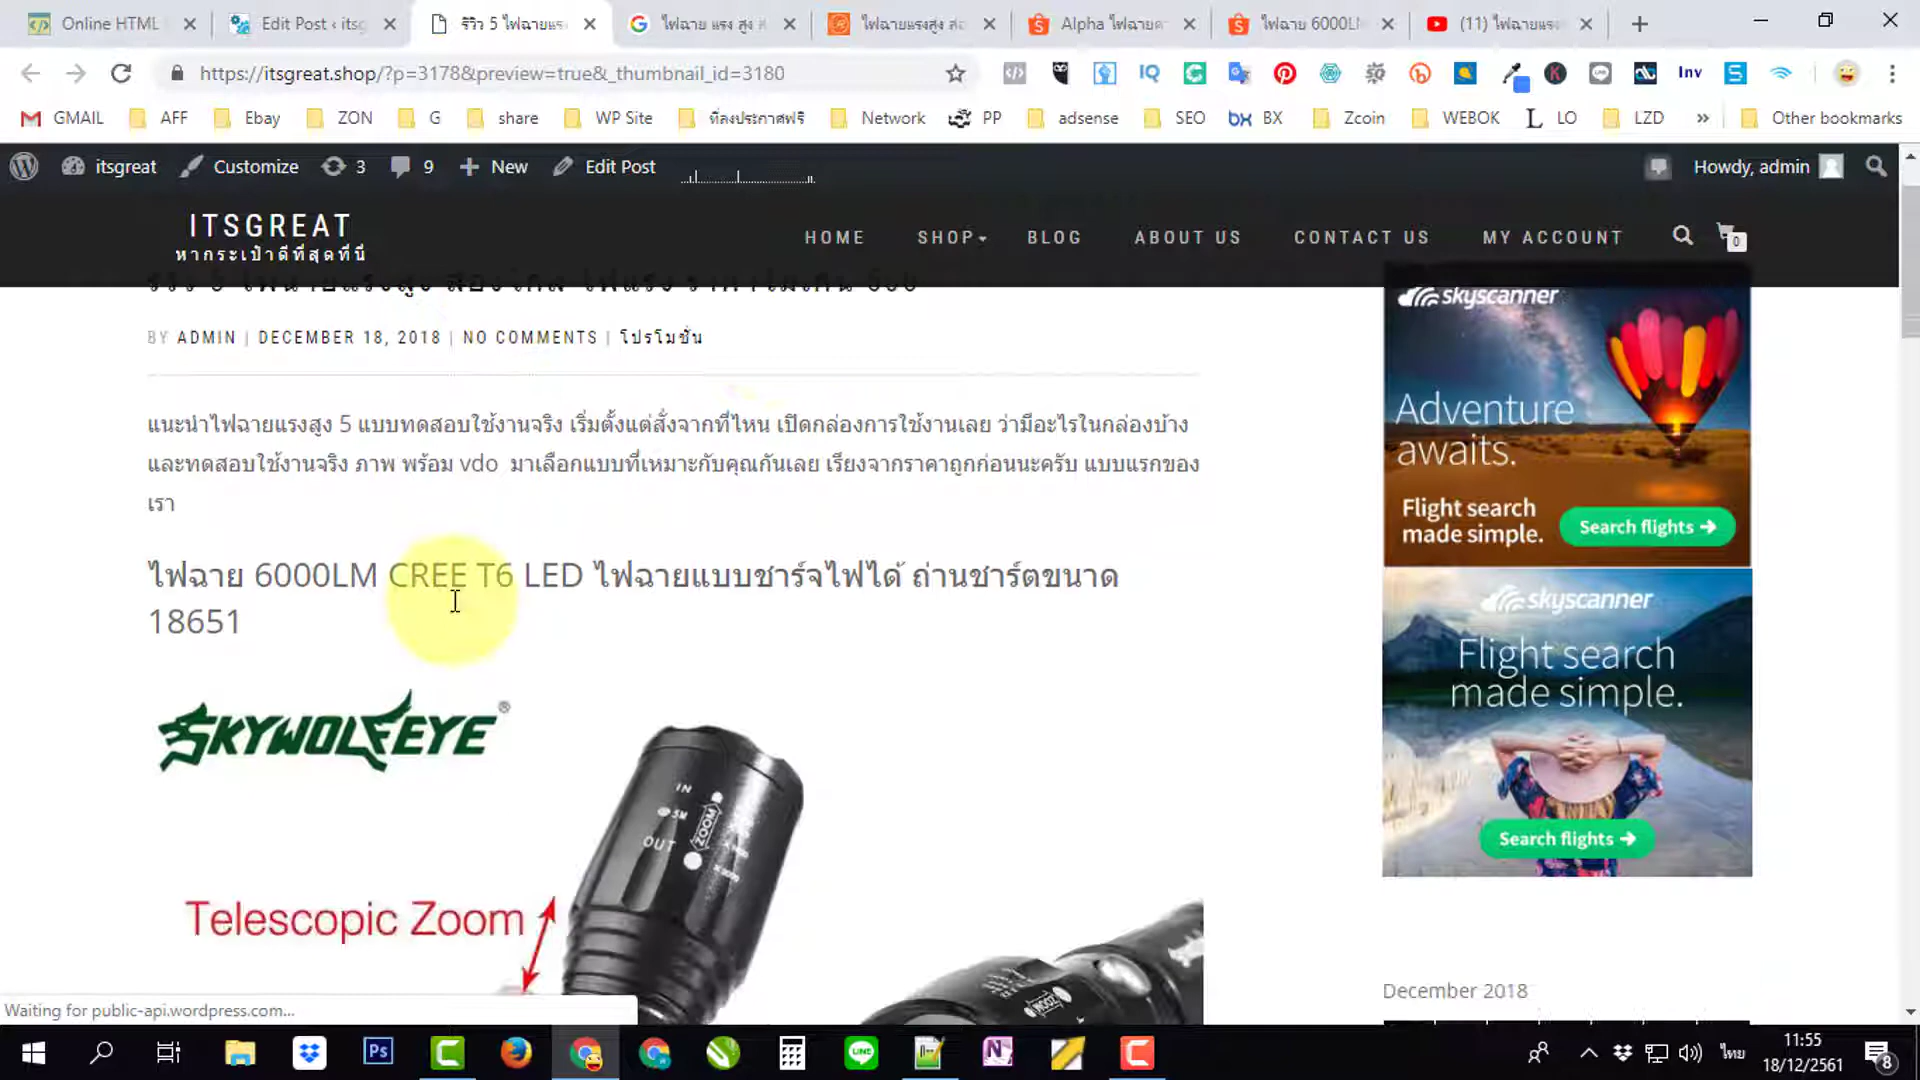 Online HTML
Edit Post ‹ itsg
รีวิว 5 ไฟฉายแรง
ไฟฉาย แรง สูง ส
ไฟฉายแรงสูง ส่อ
Alpha ไฟฉายค
ไฟฉาย 6000LM
(11) ไฟฉายแรง
https://itsgreat.shop/?p=3178&preview=true&_thumbnail_id=3180
GMAIL
AFF
Ebay
ZON
G
share
WP Site
ที่ลงประกาศฟรี
Network
PP
adsense
SEO
BX
Zcoin
WEBOK
LO
LZD
»
Other bookmarks
itsgreat
Customize
3
9
New
Edit Post
Howdy, admin
ITSGREAT
หากระเป๋าดีที่สุดที่นี่
HOME
SHOP
BLOG
ABOUT US
CONTACT US
MY ACCOUNT
0
BY ADMIN | DECEMBER 18, 2018 | NO COMMENTS | โปรโมชั่น
แนะนำไฟฉายแรงสูง 5 แบบทดสอบใช้งานจริง เริ่มตั้งแต่สั่งจากที่ไหน เปิดกล่องการใช้งานเลย ว่ามีอะไรในกล่องบ้าง
และทดสอบใช้งานจริง ภาพ พร้อม vdo มาเลือกแบบที่เหมาะกับคุณกันเลย เรียงจากราคาถูกก่อนนะครับ แบบแรกของ
เรา
ไฟฉาย 6000LM CREE T6 LED ไฟฉายแบบชาร์จไฟได้ ถ่านชาร์ตขนาด
18651
SKYWOLFEYE®
IN
5M
ZOOM
OUT
X2000
Telescopic Zoom
ZOOM
skyscanner
Adventure
awaits.
Flight search
made simple.
Search flights
skyscanner
Flight search
made simple.
Search flights
December 2018
Waiting for public-api.wordpress.com...
Inv
IQ
Ps
LINE
ไทย
11:55
18/12/2561
8